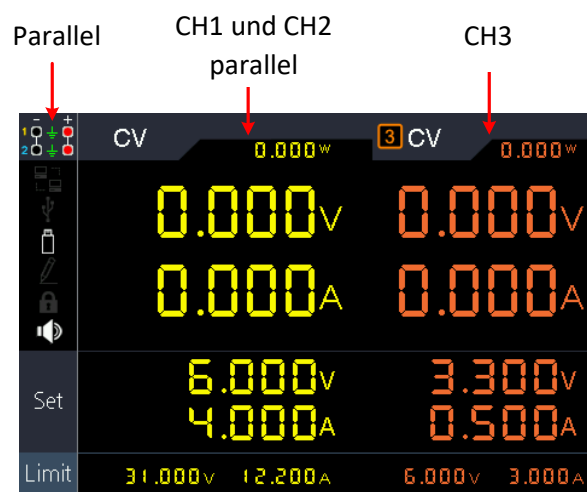 Parallel
CH1 und CH2
parallel
CH3
- +
1
2
CV
0.000W
3 CV
0.000W
0.000V
0.000V
0.000A
0.000A
Set
6.000V
3.300V
4.000A
0.500A
Limit
31.000V 12.200A
6.000V 3.000A